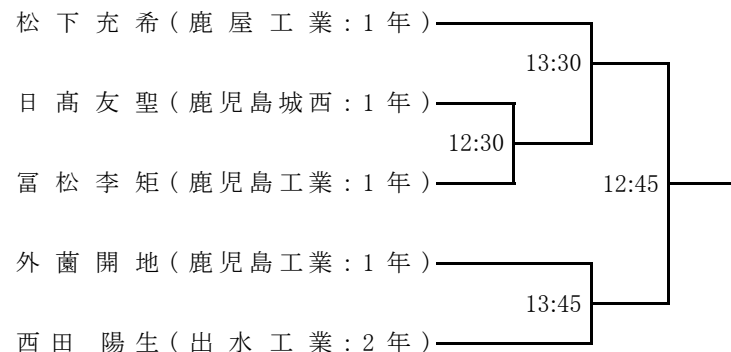 松下充希(鹿屋工業:1年)
13:30
日髙友聖(鹿児島城西:1年)
12:30
冨松李矩(鹿児島工業:1年)
12:45
外薗開地(鹿児島工業:1年)
13:45
西田 陽生(出水工業:2年)